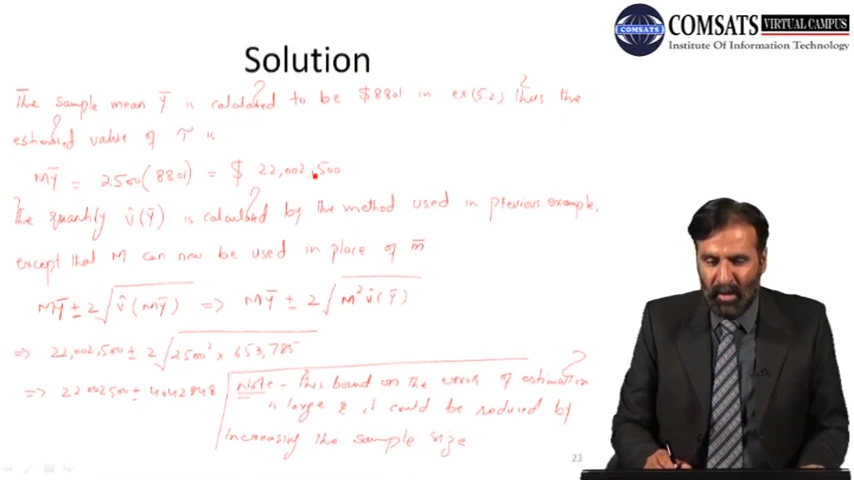 COMSATS
COMSATS VIRTUAL CAMPUS
Institute Of Information Technology
Solution
The sample mean ȳ is calculated to be $8801 in ex(5.2) thus the
estimated value of τ is
Mȳ = 2500(8801) = $ 22,002,500
The quantity v̂(ȳ) is calculated by the method used in previous example,
except that M can now be used in place of m̄
Mȳ ± 2√v̂(Mȳ) => Mȳ ± 2√M² v̂(ȳ)
=> 22,002,500 ± 2√2500² × 653,785
=> 22002500 ± 4042848
Note - This bound on the error of estimation
is large & it could be reduced by
increasing the sample size
23